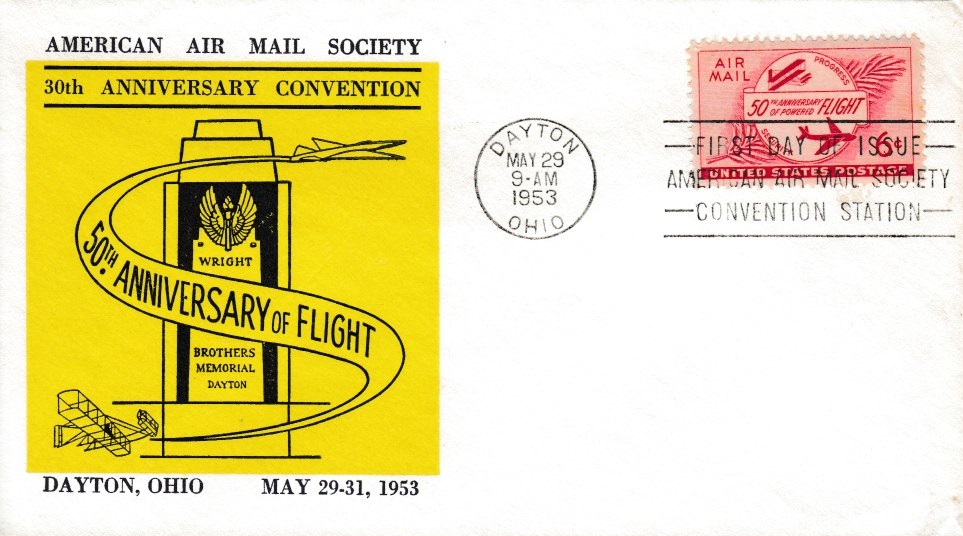 AMERICAN AIR MAIL SOCIETY
30th ANNIVERSARY CONVENTION
WRIGHT
50TH ANNIVERSARY OF FLIGHT
BROTHERS
MEMORIAL
DAYTON
DAYTON, OHIO MAY 29-31, 1953
DAYTON
MAY 29
9-AM
1953
OHIO
AIR
MAIL
PROGRESS
50TH ANNIVERSARY
OF POWERED FLIGHT
6¢
UNITED STATES POSTAGE
FIRST DAY OF ISSUE
AMERICAN AIR MAIL SOCIETY
CONVENTION STATION